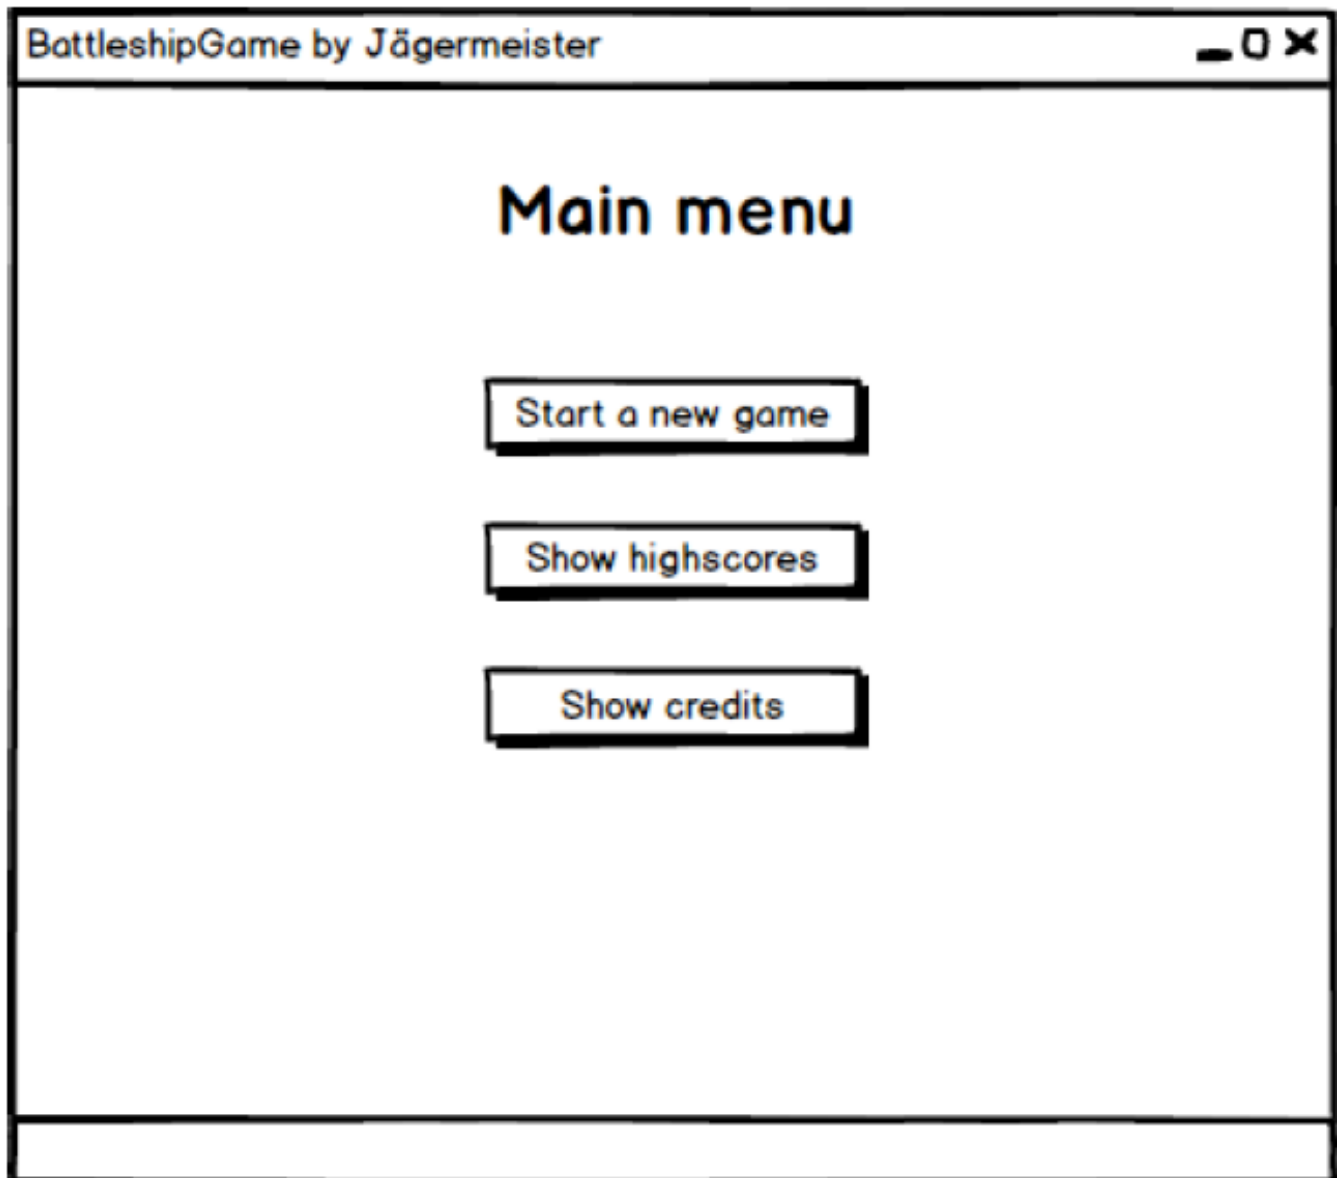 BattleshipGame by Jägermeister
Main menu
Start a new game
Show highscores
Show credits